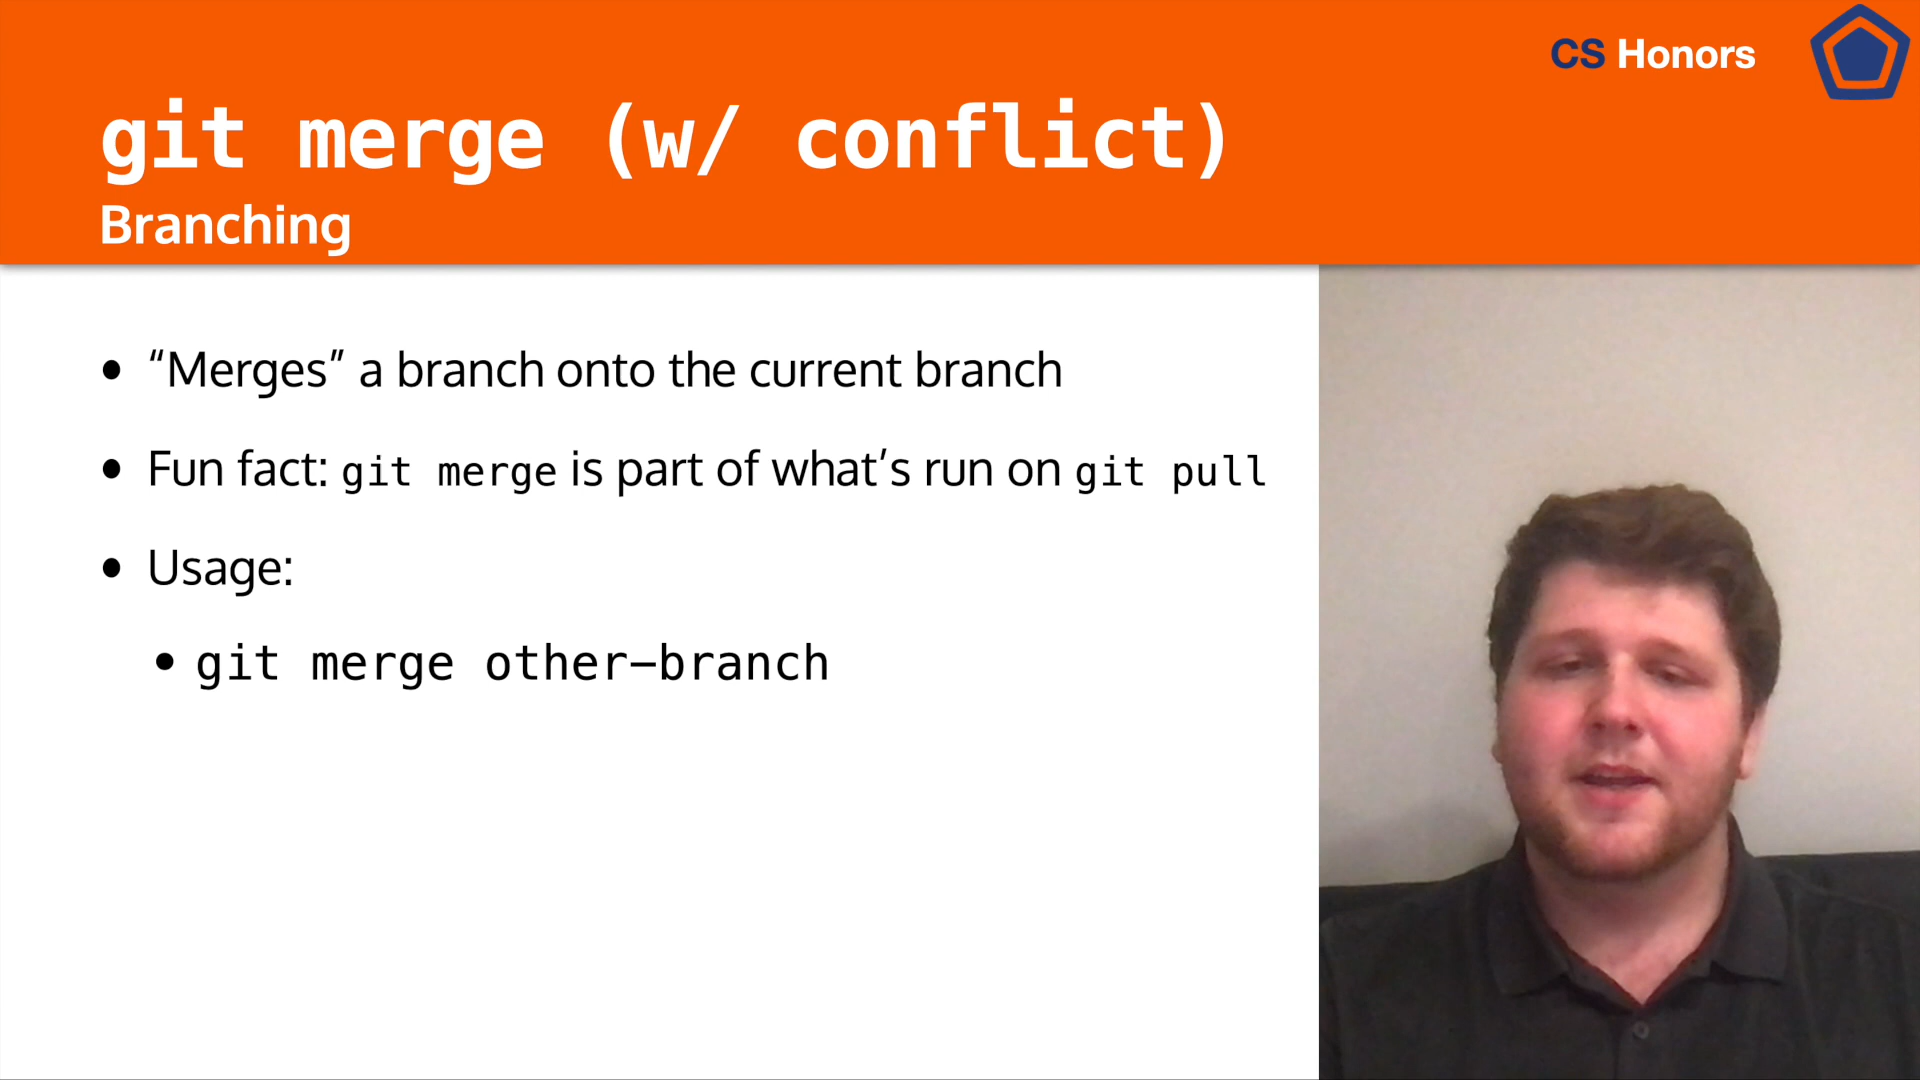 CS Honors
git merge (w/ conflict)
Branching
• “Merges” a branch onto the current branch
• Fun fact: git merge is part of what’s run on git pull
• Usage:
• git merge other-branch